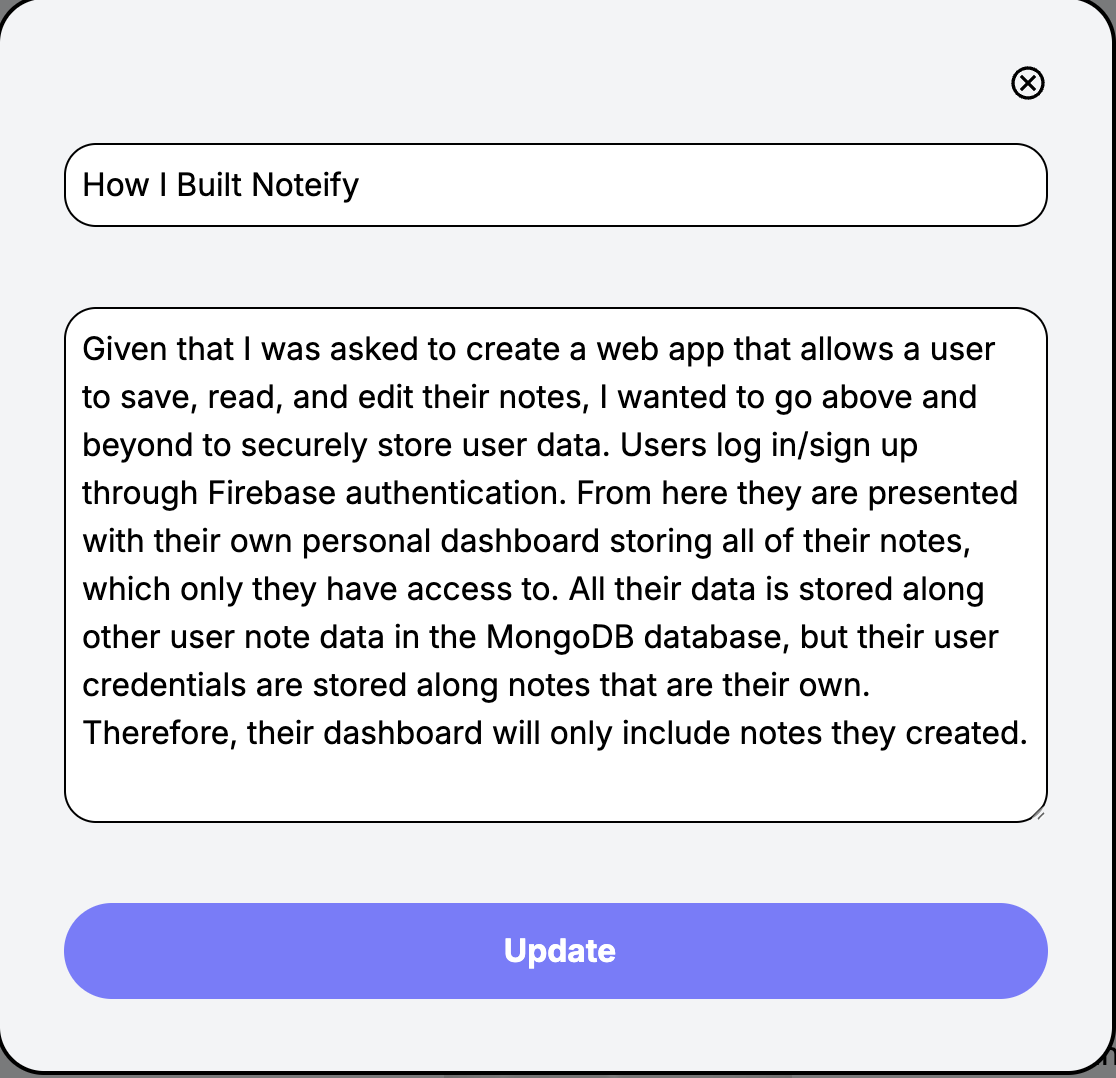 How I Built Noteify
Given that I was asked to create a web app that allows a user
to save, read, and edit their notes, I wanted to go above and
beyond to securely store user data. Users log in/sign up
through Firebase authentication. From here they are presented
with their own personal dashboard storing all of their notes,
which only they have access to. All their data is stored along
other user note data in the MongoDB database, but their user
credentials are stored along notes that are their own.
Therefore, their dashboard will only include notes they created.
Update